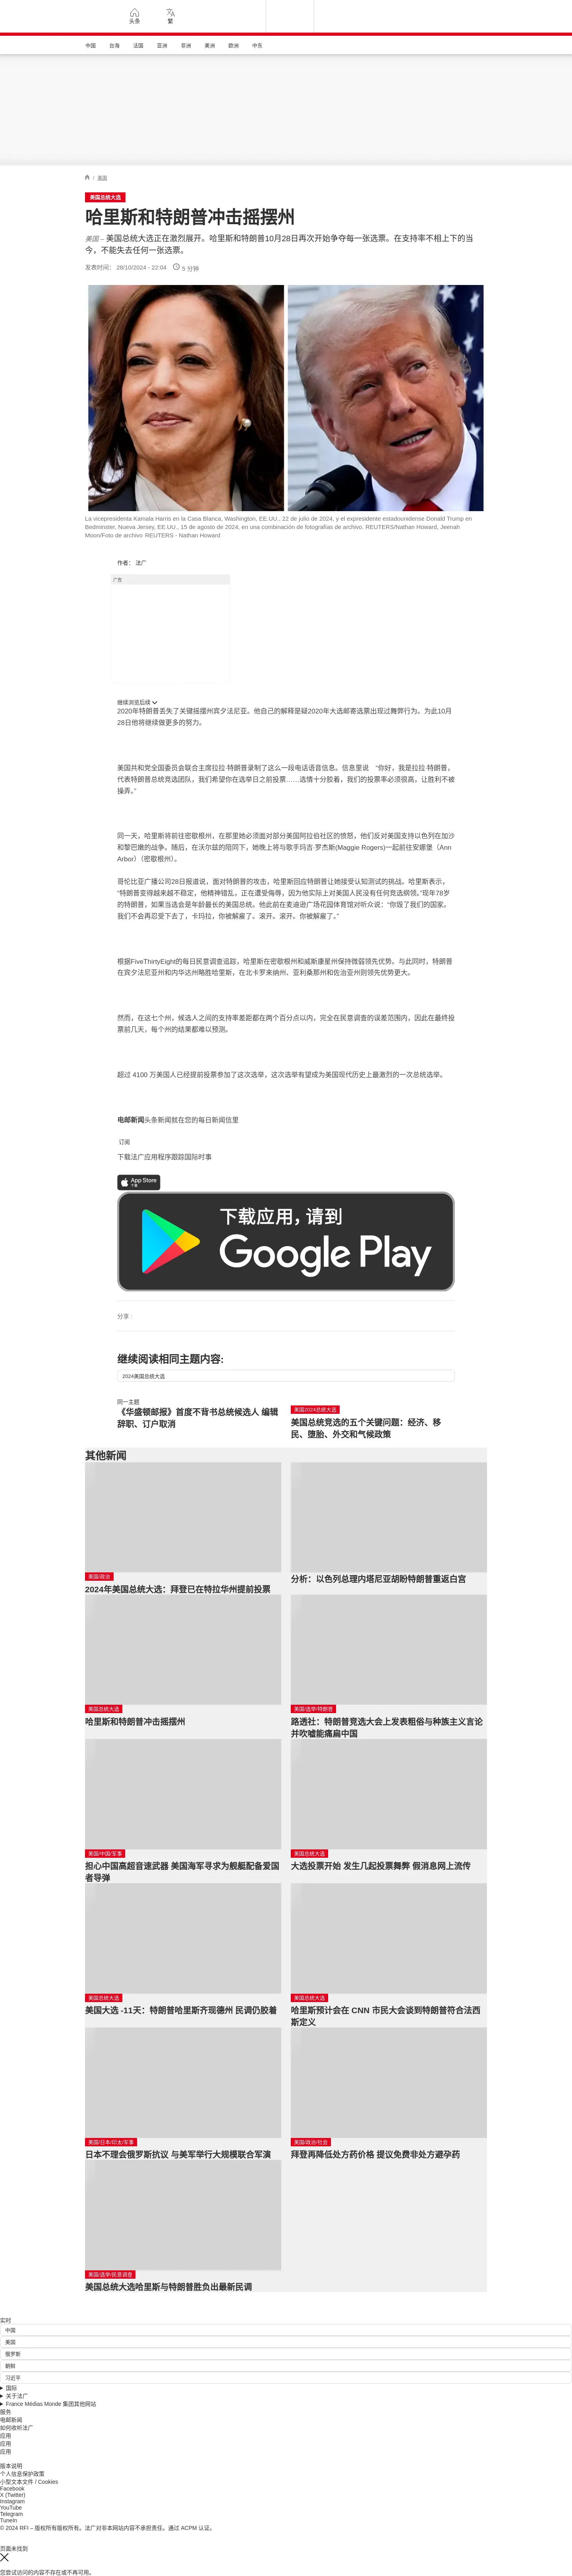 头条
繁
中国
台海
法国
亚洲
非洲
美洲
欧洲
中东
/ 美国
美国总统大选
哈里斯和特朗普冲击摇摆州
美国 – 美国总统大选正在激烈展开。哈里斯和特朗普10月28日再次开始争夺每一张选票。在支持率不相上下的当
今，不能失去任何一张选票。
发表时间： 28/10/2024 - 22:04
5 分钟
La vicepresidenta Kamala Harris en la Casa Blanca, Washington, EE.UU., 22 de julio de 2024, y el expresidente estadounidense Donald Trump en
Bedminster, Nueva Jersey, EE.UU., 15 de agosto de 2024, en una combinación de fotografías de archivo. REUTERS/Nathan Howard, Jeenah
Moon/Foto de archivo REUTERS - Nathan Howard
作者： 法广
广告
继续浏览后续
2020年特朗普丢失了关键摇摆州宾夕法尼亚。他自己的解释是疑2020年大选邮寄选票出现过舞弊行为。为此10月
28日他将继续做更多的努力。
美国共和党全国委员会联合主席拉拉·特朗普录制了这么一段电话语音信息。信息里说　“你好，我是拉拉·特朗普，
代表特朗普总统竞选团队，我们希望你在选举日之前投票……选情十分胶着，我们的投票率必须很高，让胜利不被
操弄。”
同一天，哈里斯将前往密歇根州，在那里她必须面对部分美国阿拉伯社区的愤怒，他们反对美国支持以色列在加沙
和黎巴嫩的战争。随后，在沃尔兹的陪同下，她晚上将与歌手玛吉·罗杰斯(Maggie Rogers)一起前往安娜堡（Ann
Arbor）（密歇根州）。
哥伦比亚广播公司28日报道说，面对特朗普的攻击，哈里斯回应特朗普让她接受认知测试的挑战。哈里斯表示，
“特朗普变得越来越不稳定，他精神错乱，正在遭受侮辱，因为他实际上对美国人民没有任何竞选纲领。”现年78岁
的特朗普，如果当选会是年龄最长的美国总统。他此前在麦迪逊广场花园体育馆对听众说：“你毁了我们的国家。
我们不会再忍受下去了，卡玛拉，你被解雇了。滚开。滚开。你被解雇了。”
根据FiveThirtyEight的每日民意调查追踪，哈里斯在密歇根州和威斯康星州保持微弱领先优势。与此同时，特朗普
在宾夕法尼亚州和内华达州略胜哈里斯，在北卡罗来纳州、亚利桑那州和佐治亚州则领先优势更大。
然而，在这七个州，候选人之间的支持率差距都在两个百分点以内，完全在民意调查的误差范围内，因此在最终投
票前几天，每个州的结果都难以预测。
超过 4100 万美国人已经提前投票参加了这次选举，这次选举有望成为美国现代历史上最激烈的一次总统选举。
电邮新闻头条新闻就在您的每日新闻信里
订阅
下载法广应用程序跟踪国际时事
App Store
下载应用，请到
Google Play
分享 :
继续阅读相同主题内容:
2024美国总统大选
同一主题
《华盛顿邮报》首度不背书总统候选人 编辑
辞职、订户取消
美国2024总统大选
美国总统竞选的五个关键问题：经济、移
民、堕胎、外交和气候政策
其他新闻
美国/政治
2024年美国总统大选：拜登已在特拉华州提前投票
分析：以色列总理内塔尼亚胡盼特朗普重返白宫
美国总统大选
哈里斯和特朗普冲击摇摆州
美国/选举/特朗普
路透社：特朗普竞选大会上发表粗俗与种族主义言论
并吹嘘能痛扁中国
美国/中国/军事
担心中国高超音速武器 美国海军寻求为舰艇配备爱国
者导弹
美国总统大选
大选投票开始 发生几起投票舞弊 假消息网上流传
美国总统大选
美国大选 -11天：特朗普哈里斯齐现德州 民调仍胶着
美国总统大选
哈里斯预计会在 CNN 市民大会谈到特朗普符合法西
斯定义
美国/日本/印太/军事
日本不理会俄罗斯抗议 与美军举行大规模联合军演
美国/政治/社会
拜登再降低处方药价格 提议免费非处方避孕药
美国/选举/民意调查
美国总统大选哈里斯与特朗普胜负出最新民调
实时
中国
美国
俄罗斯
朝鲜
习近平
国际
关于法广
France Médias Monde 集团其他网站
服务
电邮新闻
如何收听法广
应用
应用
应用
版本说明
个人信息保护政策
小型文本文件 / Cookies
Facebook
X (Twitter)
Instagram
YouTube
Telegram
TuneIn
© 2024 RFI – 版权所有版权所有。法广对非本网站内容不承担责任。通过 ACPM 认证。
页面未找到
您尝试访问的内容不存在或不再可用。